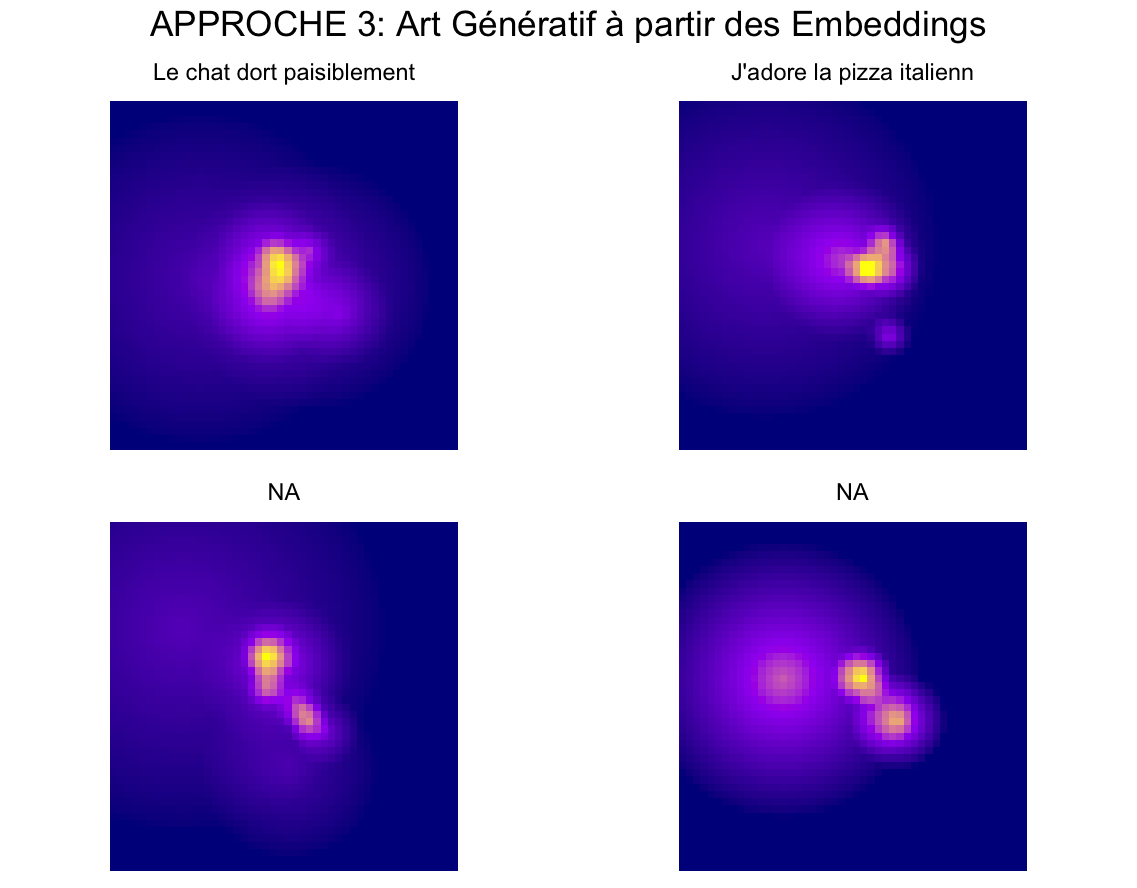 APPROCHE 3: Art Génératif à partir des Embeddings
Le chat dort paisiblement
J'adore la pizza italienn
NA
NA